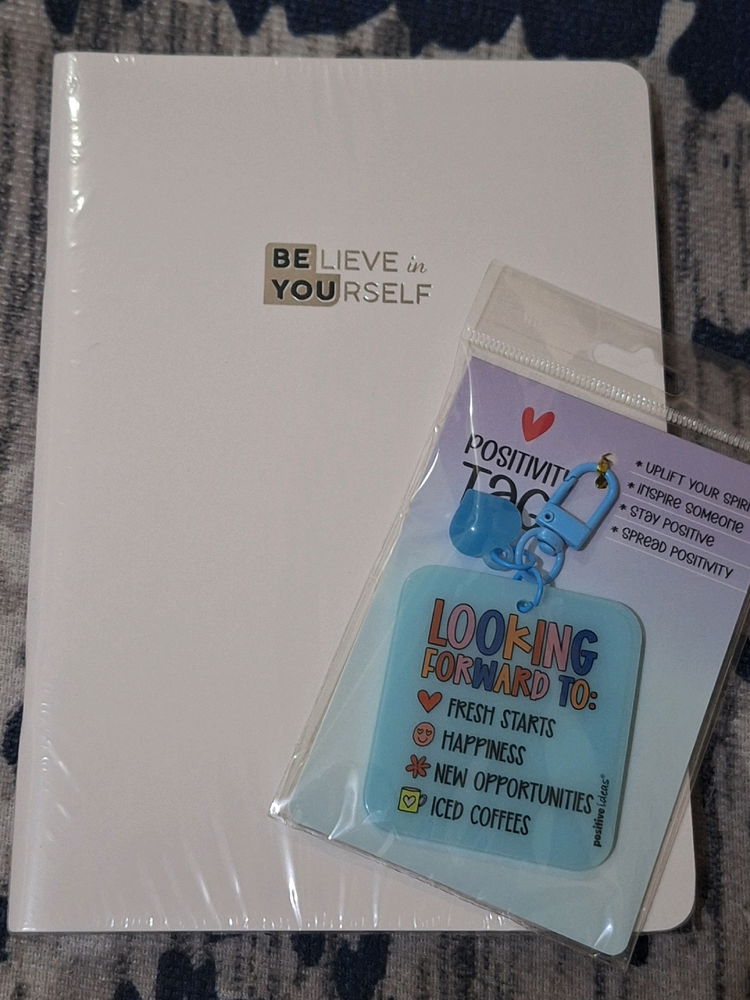 BELIEVE in
YOURSELF
POSITIVITY
* UPLIFT YOUR
* INSPIRE SOMEONE
* STAY POSITIVE
* SPREAD POSITIVITY
LOOKING
FORWARD TO:
FRESH STARTS
HAPPINESS
NEW OPPORTUNITIES
ICED COFFEES
positive ideas®